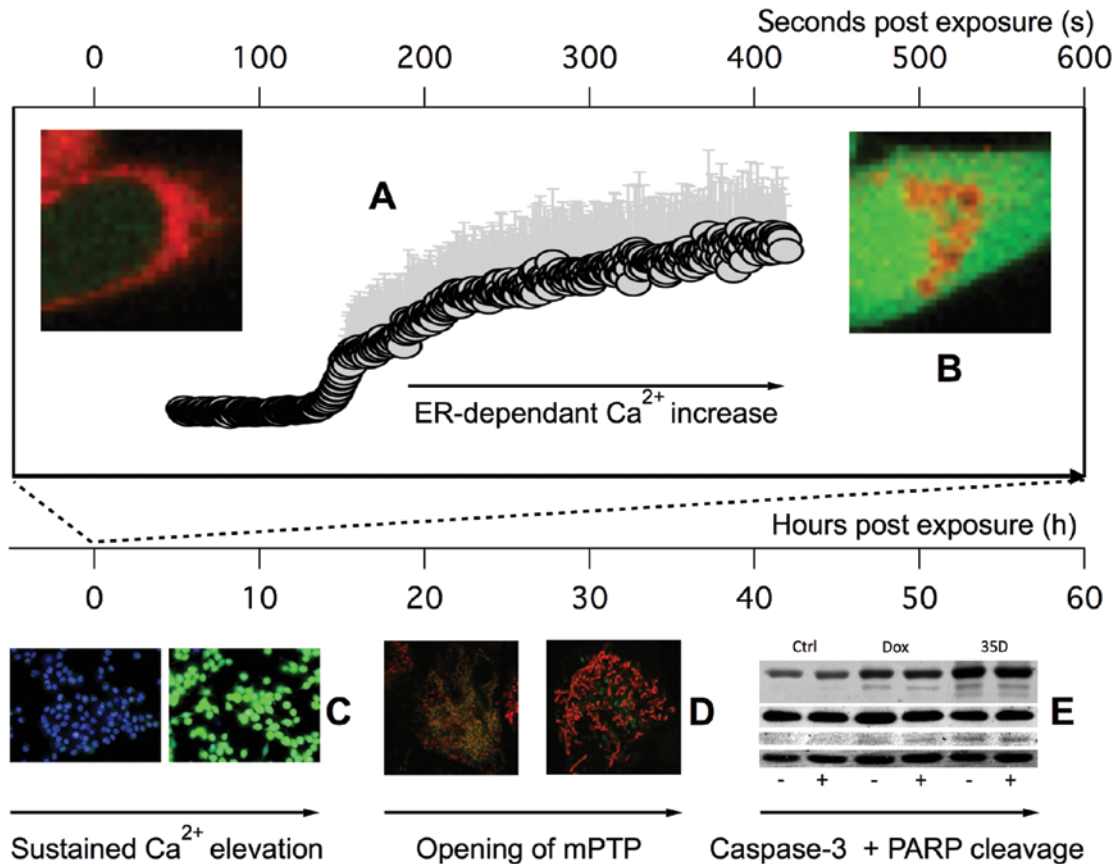 Seconds post exposure (s)
0 100 200 300 400 500 600
A
B
ER-dependant Ca2+ increase
Hours post exposure (h)
0 10 20 30 40 50 60
Ctrl Dox 35D
C
D
E
- + - + - +
Sustained Ca2+ elevation
Opening of mPTP
Caspase-3 + PARP cleavage